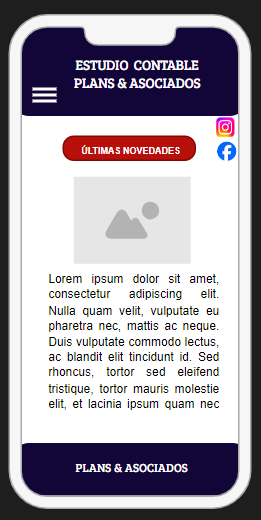 ESTUDIO CONTABLE
PLANS & ASOCIADOS
ÚLTIMAS NOVEDADES
Lorem ipsum dolor sit amet,
consectetur adipiscing elit.
Nulla quam velit, vulputate eu
pharetra nec, mattis ac neque.
Duis vulputate commodo lectus,
ac blandit elit tincidunt id. Sed
rhoncus, tortor sed eleifend
tristique, tortor mauris molestie
elit, et lacinia ipsum quam nec
PLANS & ASOCIADOS